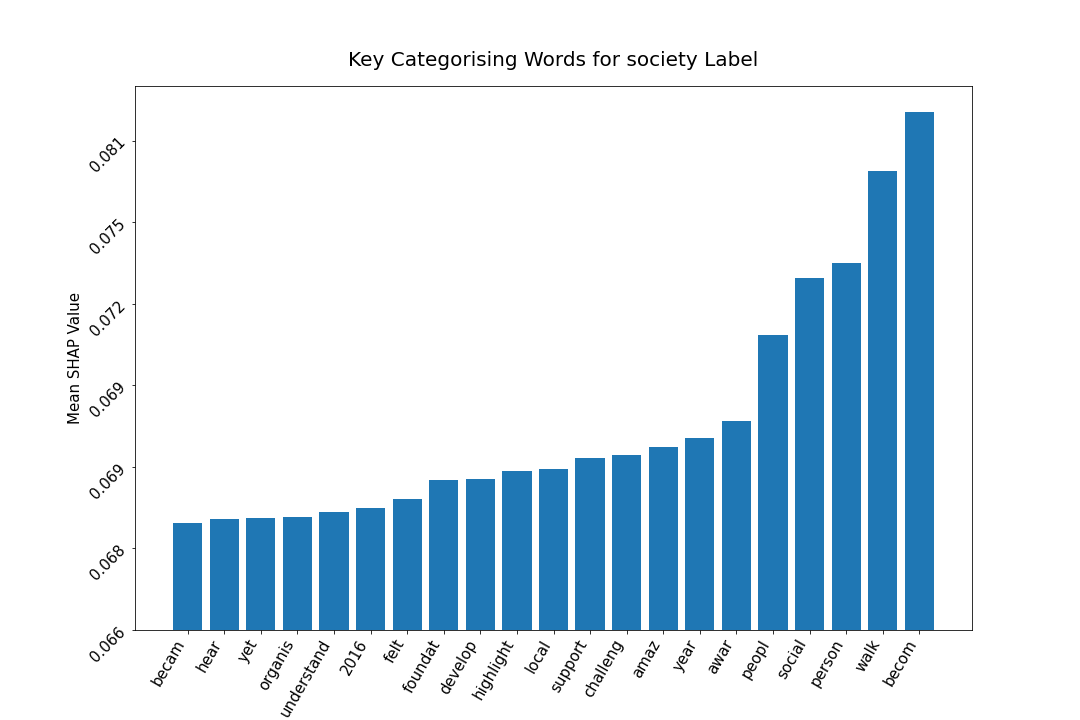 Key Categorising Words for society Label
Mean SHAP Value
0.081
0.075
0.072
0.069
0.069
0.068
0.066
becam
hear
yet
organis
understand
2016
felt
foundat
develop
highlight
local
support
challeng
amaz
year
awar
peopl
social
person
walk
becom